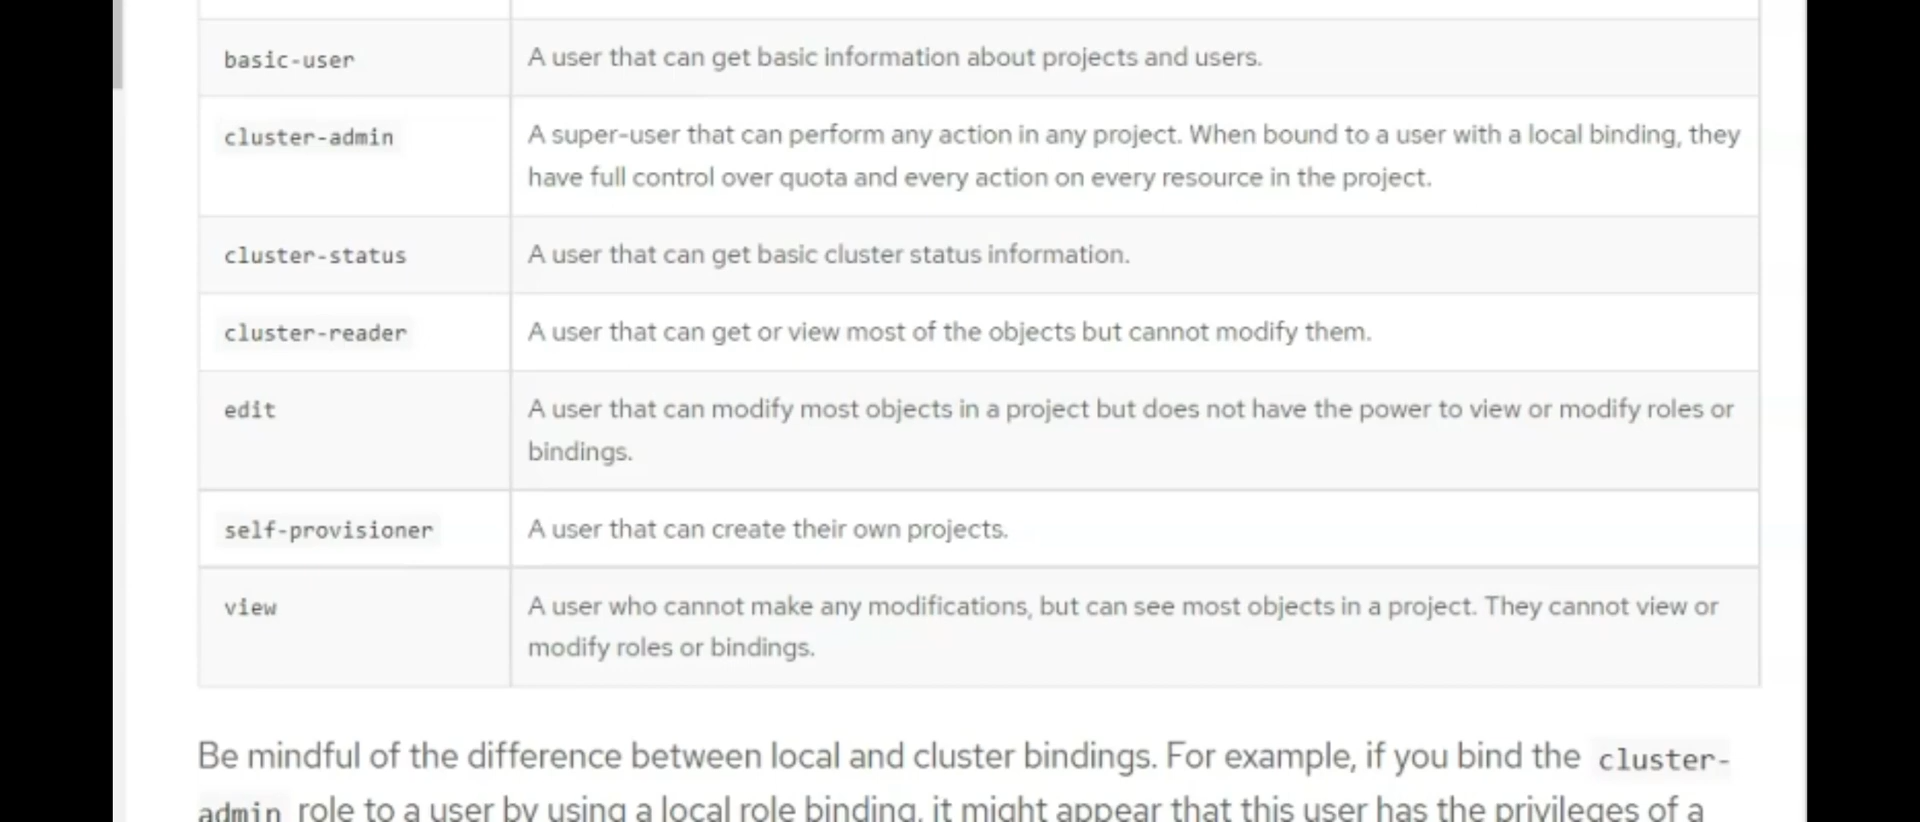 basic-user
A user that can get basic information about projects and users.
cluster-admin
A super-user that can perform any action in any project. When bound to a user with a local binding, they
have full control over quota and every action on every resource in the project.
cluster-status
A user that can get basic cluster status information.
cluster-reader
A user that can get or view most of the objects but cannot modify them.
edit
A user that can modify most objects in a project but does not have the power to view or modify roles or
bindings.
self-provisioner
A user that can create their own projects.
view
A user who cannot make any modifications, but can see most objects in a project. They cannot view or
modify roles or bindings.
Be mindful of the difference between local and cluster bindings. For example, if you bind the cluster-
admin role to a user by using a local role binding, it might appear that this user has the privileges of a